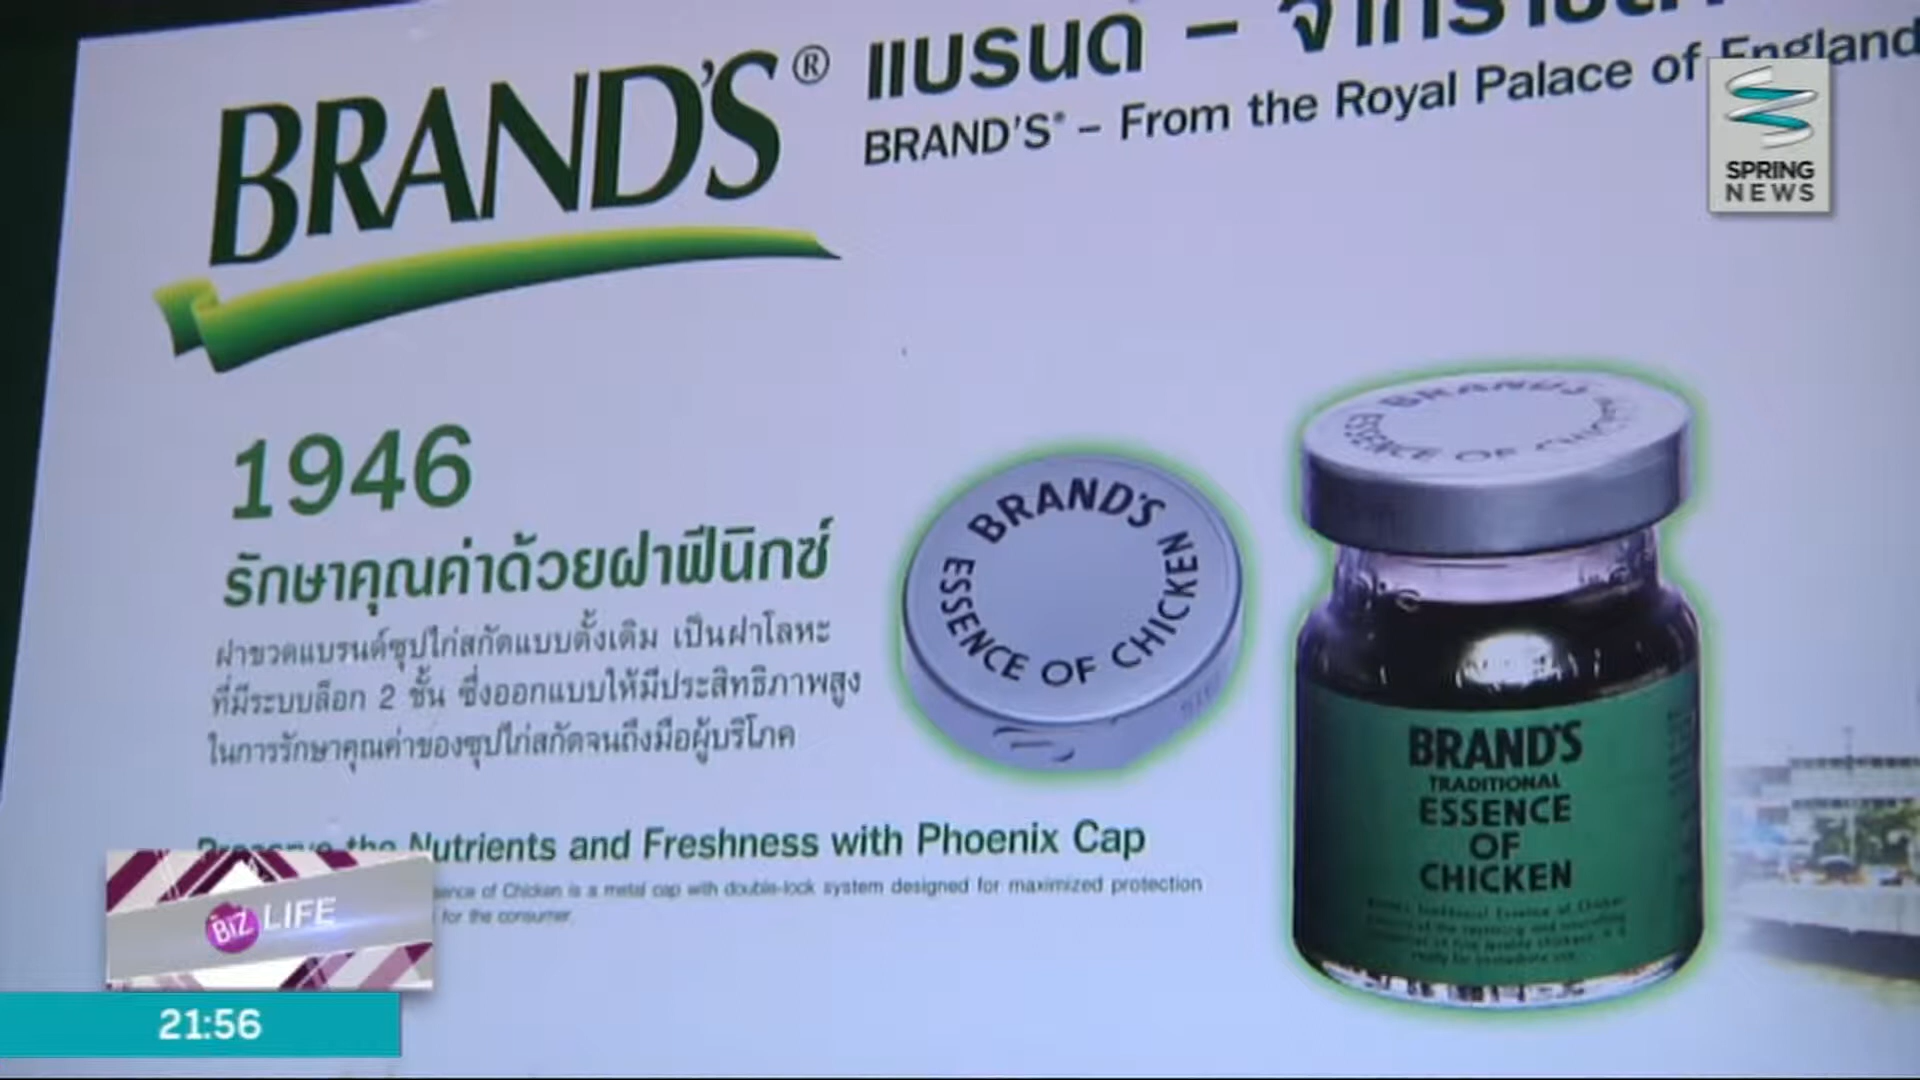 BRAND'S®
แบรนด์ –
BRAND'S® – From the Royal Palace of England
SPRING
NEWS
1946
รักษาคุณค่าด้วยฝาฟีนิกซ์
ฝาขวดแบรนด์ซุปไก่สกัดแบบดั้งเดิม เป็นฝาโลหะ
ที่มีระบบล็อก 2 ชั้น ซึ่งออกแบบให้มีประสิทธิภาพสูง
ในการรักษาคุณค่าของซุปไก่สกัดจนถึงมือผู้บริโภค
Preserve the Nutrients and Freshness with Phoenix Cap
of Chicken is a metal cap with double-lock system designed for maximized protection
for the consumer.
BRAND'S
ESSENCE OF CHICKEN
BRAND'S
ESSENCE OF CHICKEN
BRAND'S
TRADITIONAL
ESSENCE
OF
CHICKEN
BIZ LIFE
21:56